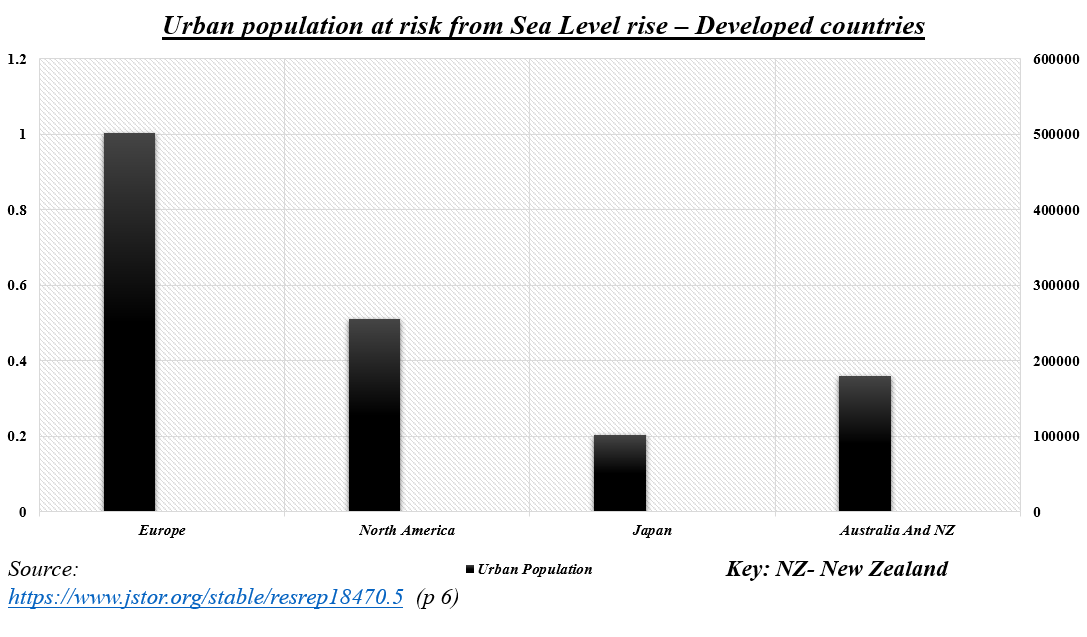 Urban population at risk from Sea Level rise – Developed countries
1.2
1
0.8
0.6
0.4
0.2
0
600000
500000
400000
300000
200000
100000
0
Europe
North America
Japan
Australia And NZ
Urban Population
Key: NZ- New Zealand
Source:
https://www.jstor.org/stable/resrep18470.5 (p 6)